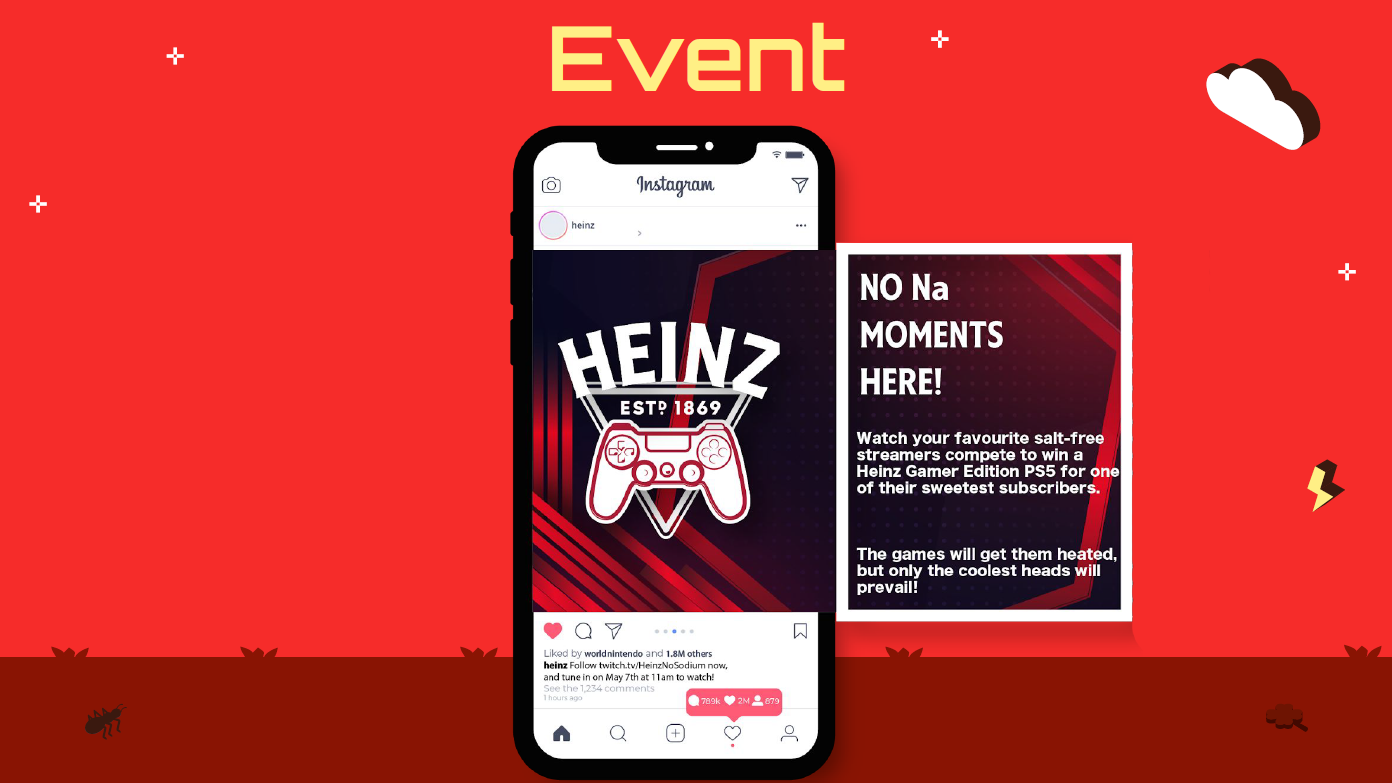 Event
Instagram
heinz
HEINZ
ESTD 1869
NO Na
MOMENTS
HERE!
Watch your favourite salt-free
streamers compete to win a
Heinz Gamer Edition PS5 for one
of their sweetest subscribers.
The games will get them heated,
but only the coolest heads will
prevail!
Liked by worldnintendo and 1.8M others
heinz Follow twitch.tv/HeinzNoSodium now,
and tune in on May 7th at 11am to watch!
See the 1,234 comments
1 hours ago
789k 2M 879